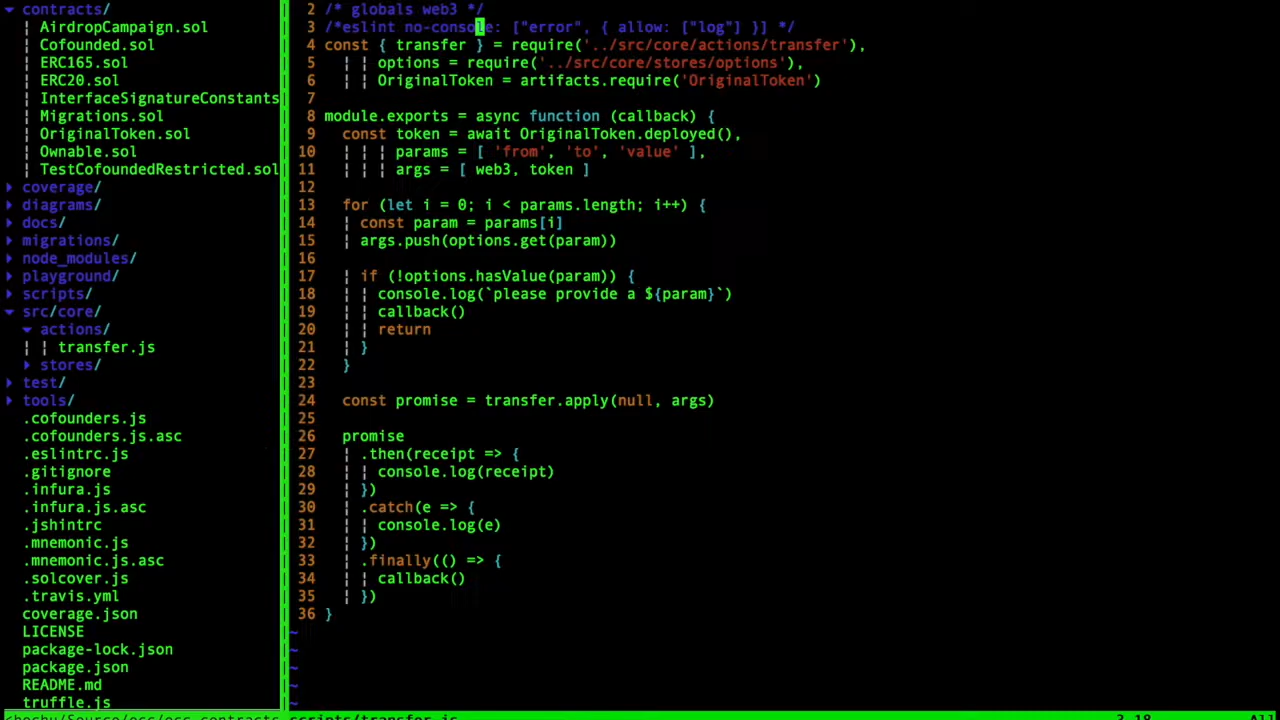 contracts/
AirdropCampaign.sol
Cofounded.sol
ERC165.sol
ERC20.sol
InterfaceSignatureConstants
Migrations.sol
OriginalToken.sol
Ownable.sol
TestCofoundedRestricted.sol
coverage/
diagrams/
docs/
migrations/
node_modules/
playground/
scripts/
src/core/
actions/
transfer.js
stores/
test/
tools/
.cofounders.js
.cofounders.js.asc
.eslintrc.js
.gitignore
.infura.js
.infura.js.asc
.jshintrc
.mnemonic.js
.mnemonic.js.asc
.solcover.js
.travis.yml
coverage.json
LICENSE
package-lock.json
package.json
README.md
truffle.js
2 /* globals web3 */
3 /*eslint no-console: ["error", { allow: ["log"] }] */
4 const { transfer } = require('../src/core/actions/transfer'),
5 options = require('../src/core/stores/options'),
6 OriginalToken = artifacts.require('OriginalToken')
7
8 module.exports = async function (callback) {
9 const token = await OriginalToken.deployed(),
10 params = [ 'from', 'to', 'value' ],
11 args = [ web3, token ]
12
13 for (let i = 0; i < params.length; i++) {
14 const param = params[i]
15 args.push(options.get(param))
16
17 if (!options.hasValue(param)) {
18 console.log(`please provide a ${param}`)
19 callback()
20 return
21 }
22 }
23
24 const promise = transfer.apply(null, args)
25
26 promise
27 .then(receipt => {
28 console.log(receipt)
29 })
30 .catch(e => {
31 console.log(e)
32 })
33 .finally(() => {
34 callback()
35 })
36 }
~
~
~
~
~
scripts/transfer.js 3,18 All